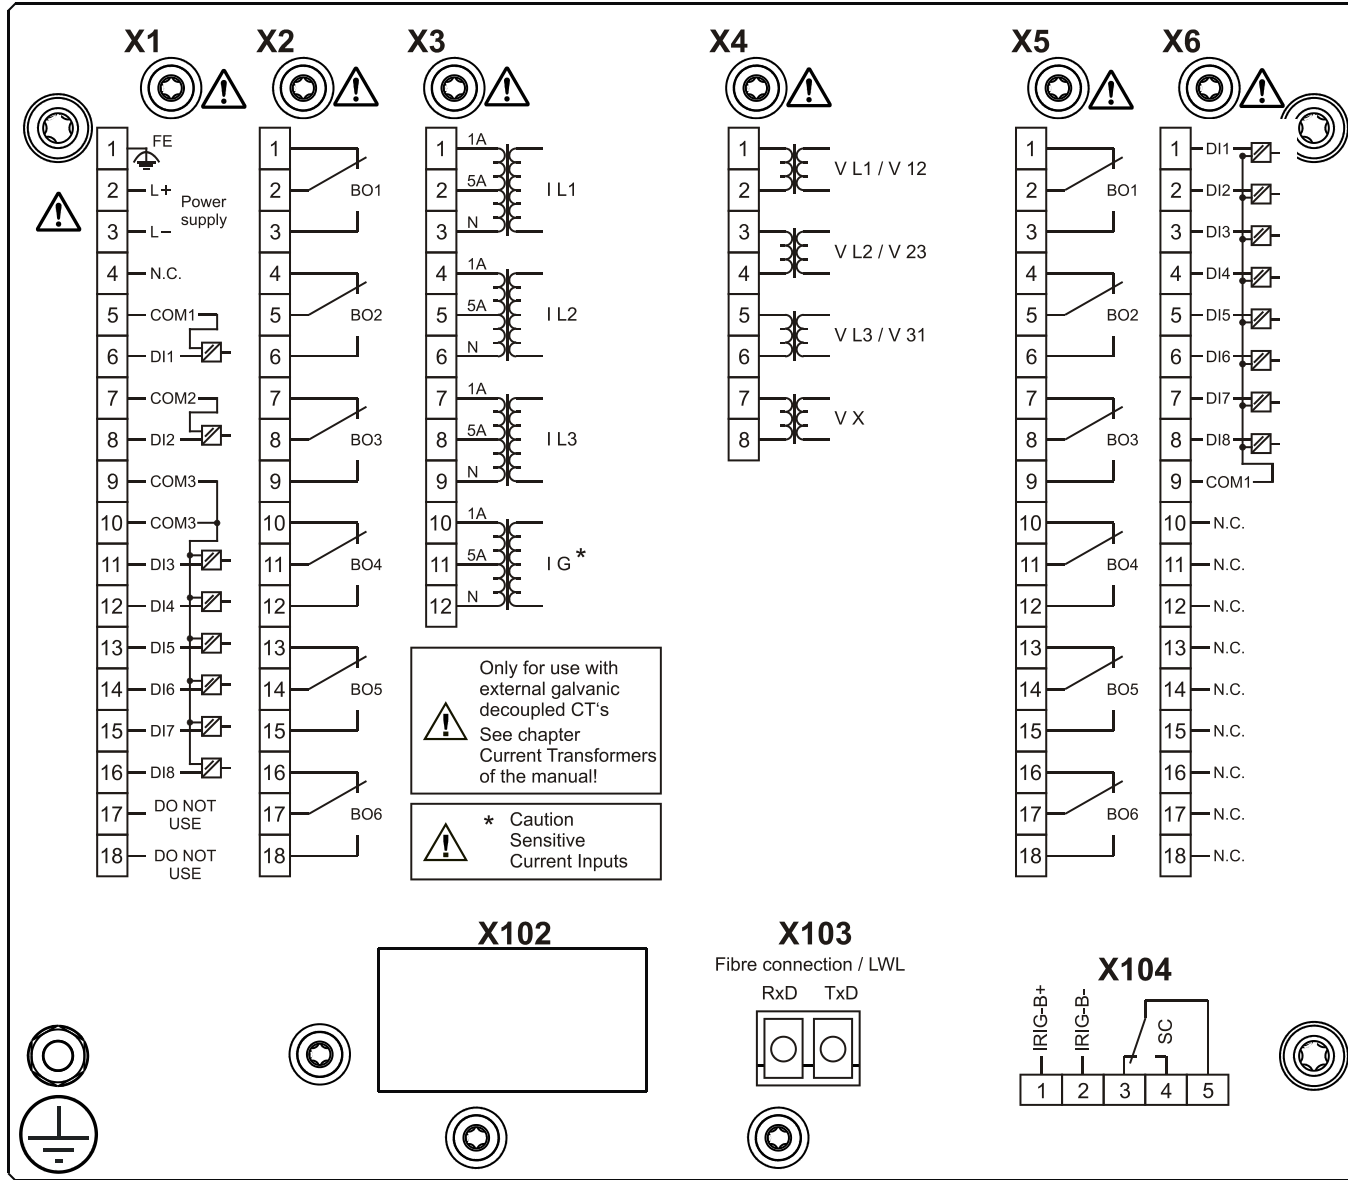 X1 X2 X3 X4 X5 X6
1 FE
2 L+
Power
supply
3 L−
4 N.C.
5 COM1
6 DI1
7 COM2
8 DI2
9 COM3
10 COM3
11 DI3
12 DI4
13 DI5
14 DI6
15 DI7
16 DI8
17 DO NOT
USE
18 DO NOT
USE
1
2 BO1
3
4
5 BO2
6
7
8 BO3
9
10
11 BO4
12
13
14 BO5
15
16
17 BO6
18
1 1A
2 5A I L1
3 N
4 1A
5 5A I L2
6 N
7 1A
8 5A I L3
9 N
10 1A
11 5A I G *
12 N
Only for use with
external galvanic
decoupled CT's
See chapter
Current Transformers
of the manual!
* Caution
Sensitive
Current Inputs
1
V L1 / V 12
2
3
V L2 / V 23
4
5
V L3 / V 31
6
7
V X
8
1
2 BO1
3
4
5 BO2
6
7
8 BO3
9
10
11 BO4
12
13
14 BO5
15
16
17 BO6
18
1 DI1
2 DI2
3 DI3
4 DI4
5 DI5
6 DI6
7 DI7
8 DI8
9 COM1
10 N.C.
11 N.C.
12 N.C.
13 N.C.
14 N.C.
15 N.C.
16 N.C.
17 N.C.
18 N.C.
X102
X103
Fibre connection / LWL
RxD TxD
X104
IRIG-B+
IRIG-B-
SC
1 2 3 4 5